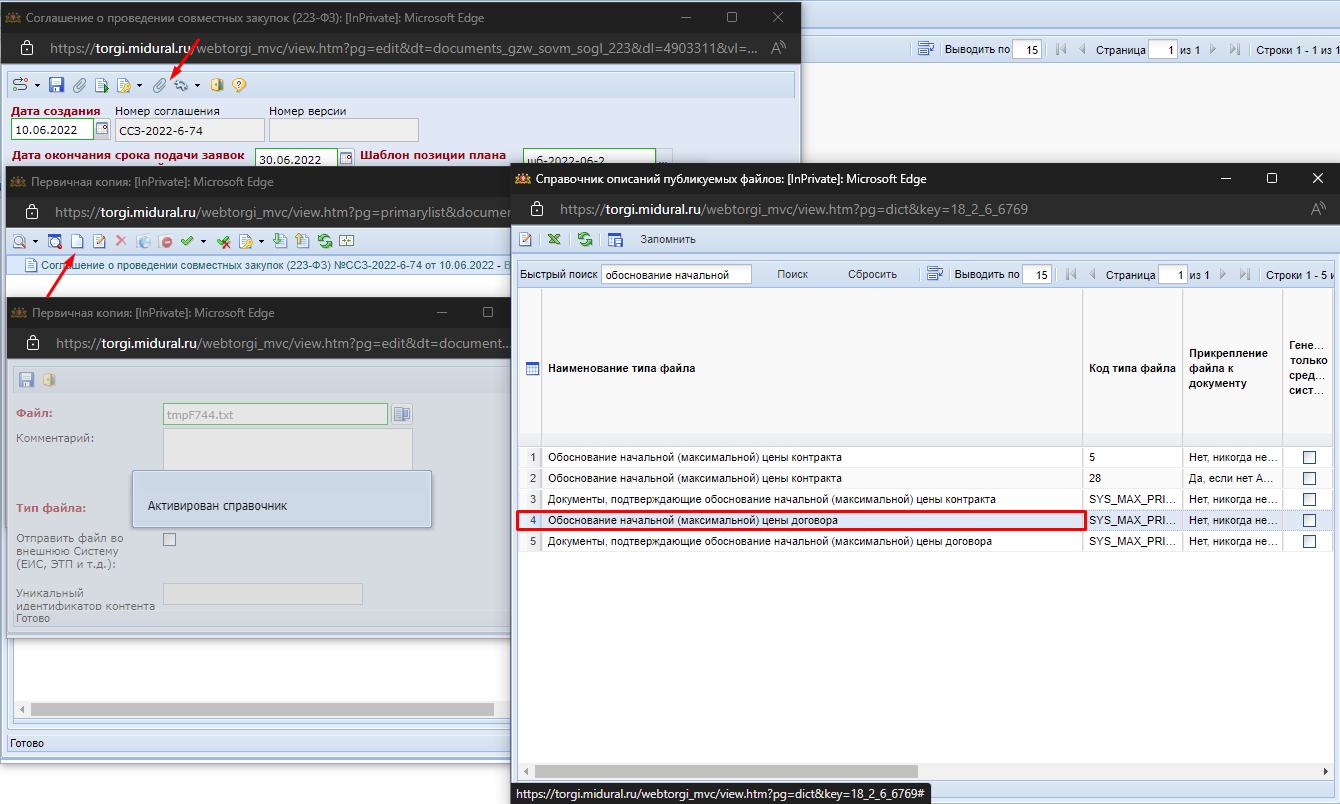 Соглашение о проведении совместных закупок (223-ФЗ): [InPrivate]: Microsoft Edge
https://torgi.midural.ru/webtorgi_mvc/view.htm?pg=edit&dt=documents_gzw_sovm_sogl_223&dl=4903311&vl=...
Выводить по 15 Страница 1 из 1 Строки 1 - 1 из 1
Дата создания Номер соглашения Номер версии
10.06.2022 ССЗ-2022-6-74
Дата окончания срока подачи заявок 30.06.2022 Шаблон позиции плана шб-2022-06-2 ...
Первичная копия: [InPrivate]: Microsoft Edge
https://torgi.midural.ru/webtorgi_mvc/view.htm?pg=primarylist&documen
Соглашение о проведении совместных закупок (223-ФЗ) №ССЗ-2022-6-74 от 10.06.2022 - В
Первичная копия: [InPrivate]: Microsoft Edge
https://torgi.midural.ru/webtorgi_mvc/view.htm?pg=edit&dt=document...
Файл: tmpF744.txt
Комментарий:
Активирован справочник
Тип файла:
Отправить файл во
внешнюю Систему
(ЕИС, ЭТП и т.д.):
Уникальный
идентификатор контента
Готово
Готово
Справочник описаний публикуемых файлов: [InPrivate]: Microsoft Edge
https://torgi.midural.ru/webtorgi_mvc/view.htm?pg=dict&key=18_2_6_6769
Запомнить
Быстрый поиск обоснование начальной Поиск Сбросить Выводить по 15 Страница 1 из 1 Строки 1 - 5 и
Наименование типа файла Код типа файла
Прикрепление
файла к
документу
Гене...
только
сред...
сист...
1 Обоснование начальной (максимальной) цены контракта 5 Нет, никогда не...
2 Обоснование начальной (максимальной) цены контракта 28 Да, если нет А...
3 Документы, подтверждающие обоснование начальной (максимальной) цены контракта SYS_MAX_PRI... Нет, никогда не...
4 Обоснование начальной (максимальной) цены договора SYS_MAX_PRI... Нет, никогда не...
5 Документы, подтверждающие обоснование начальной (максимальной) цены договора SYS_MAX_PRI... Нет, никогда не...
https://torgi.midural.ru/webtorgi_mvc/view.htm?pg=dict&key=18_2_6_6769#